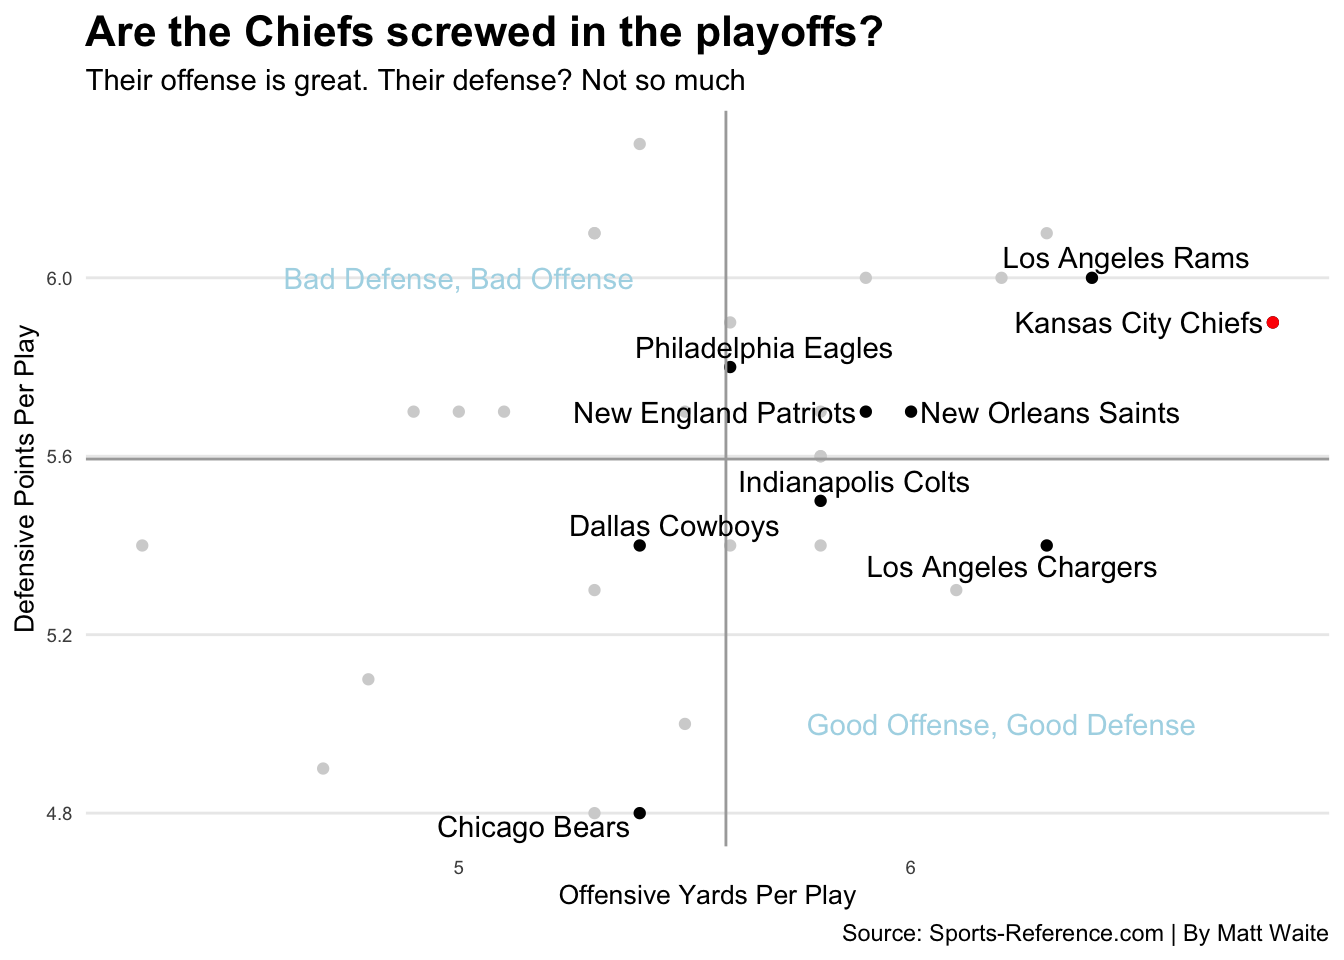 Are the Chiefs screwed in the playoffs?
Their offense is great. Their defense? Not so much
Los Angeles Rams
6.0
Bad Defense, Bad Offense
Kansas City Chiefs
Philadelphia Eagles
New England Patriots
New Orleans Saints
Defensive Points Per Play
5.6
Indianapolis Colts
Dallas Cowboys
Los Angeles Chargers
5.2
Good Offense, Good Defense
4.8
Chicago Bears
5
6
Offensive Yards Per Play
Source: Sports-Reference.com | By Matt Waite